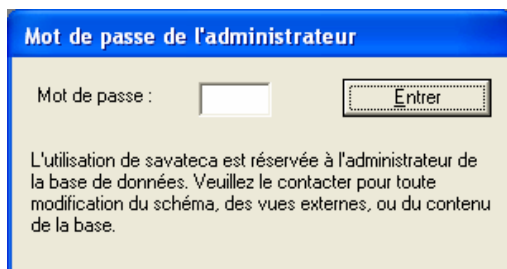 Mot de passe de l'administrateur
Mot de passe :
Entrer
L'utilisation de savateca est réservée à l'administrateur de
la base de données. Veuillez le contacter pour toute
modification du schéma, des vues externes, ou du contenu
de la base.